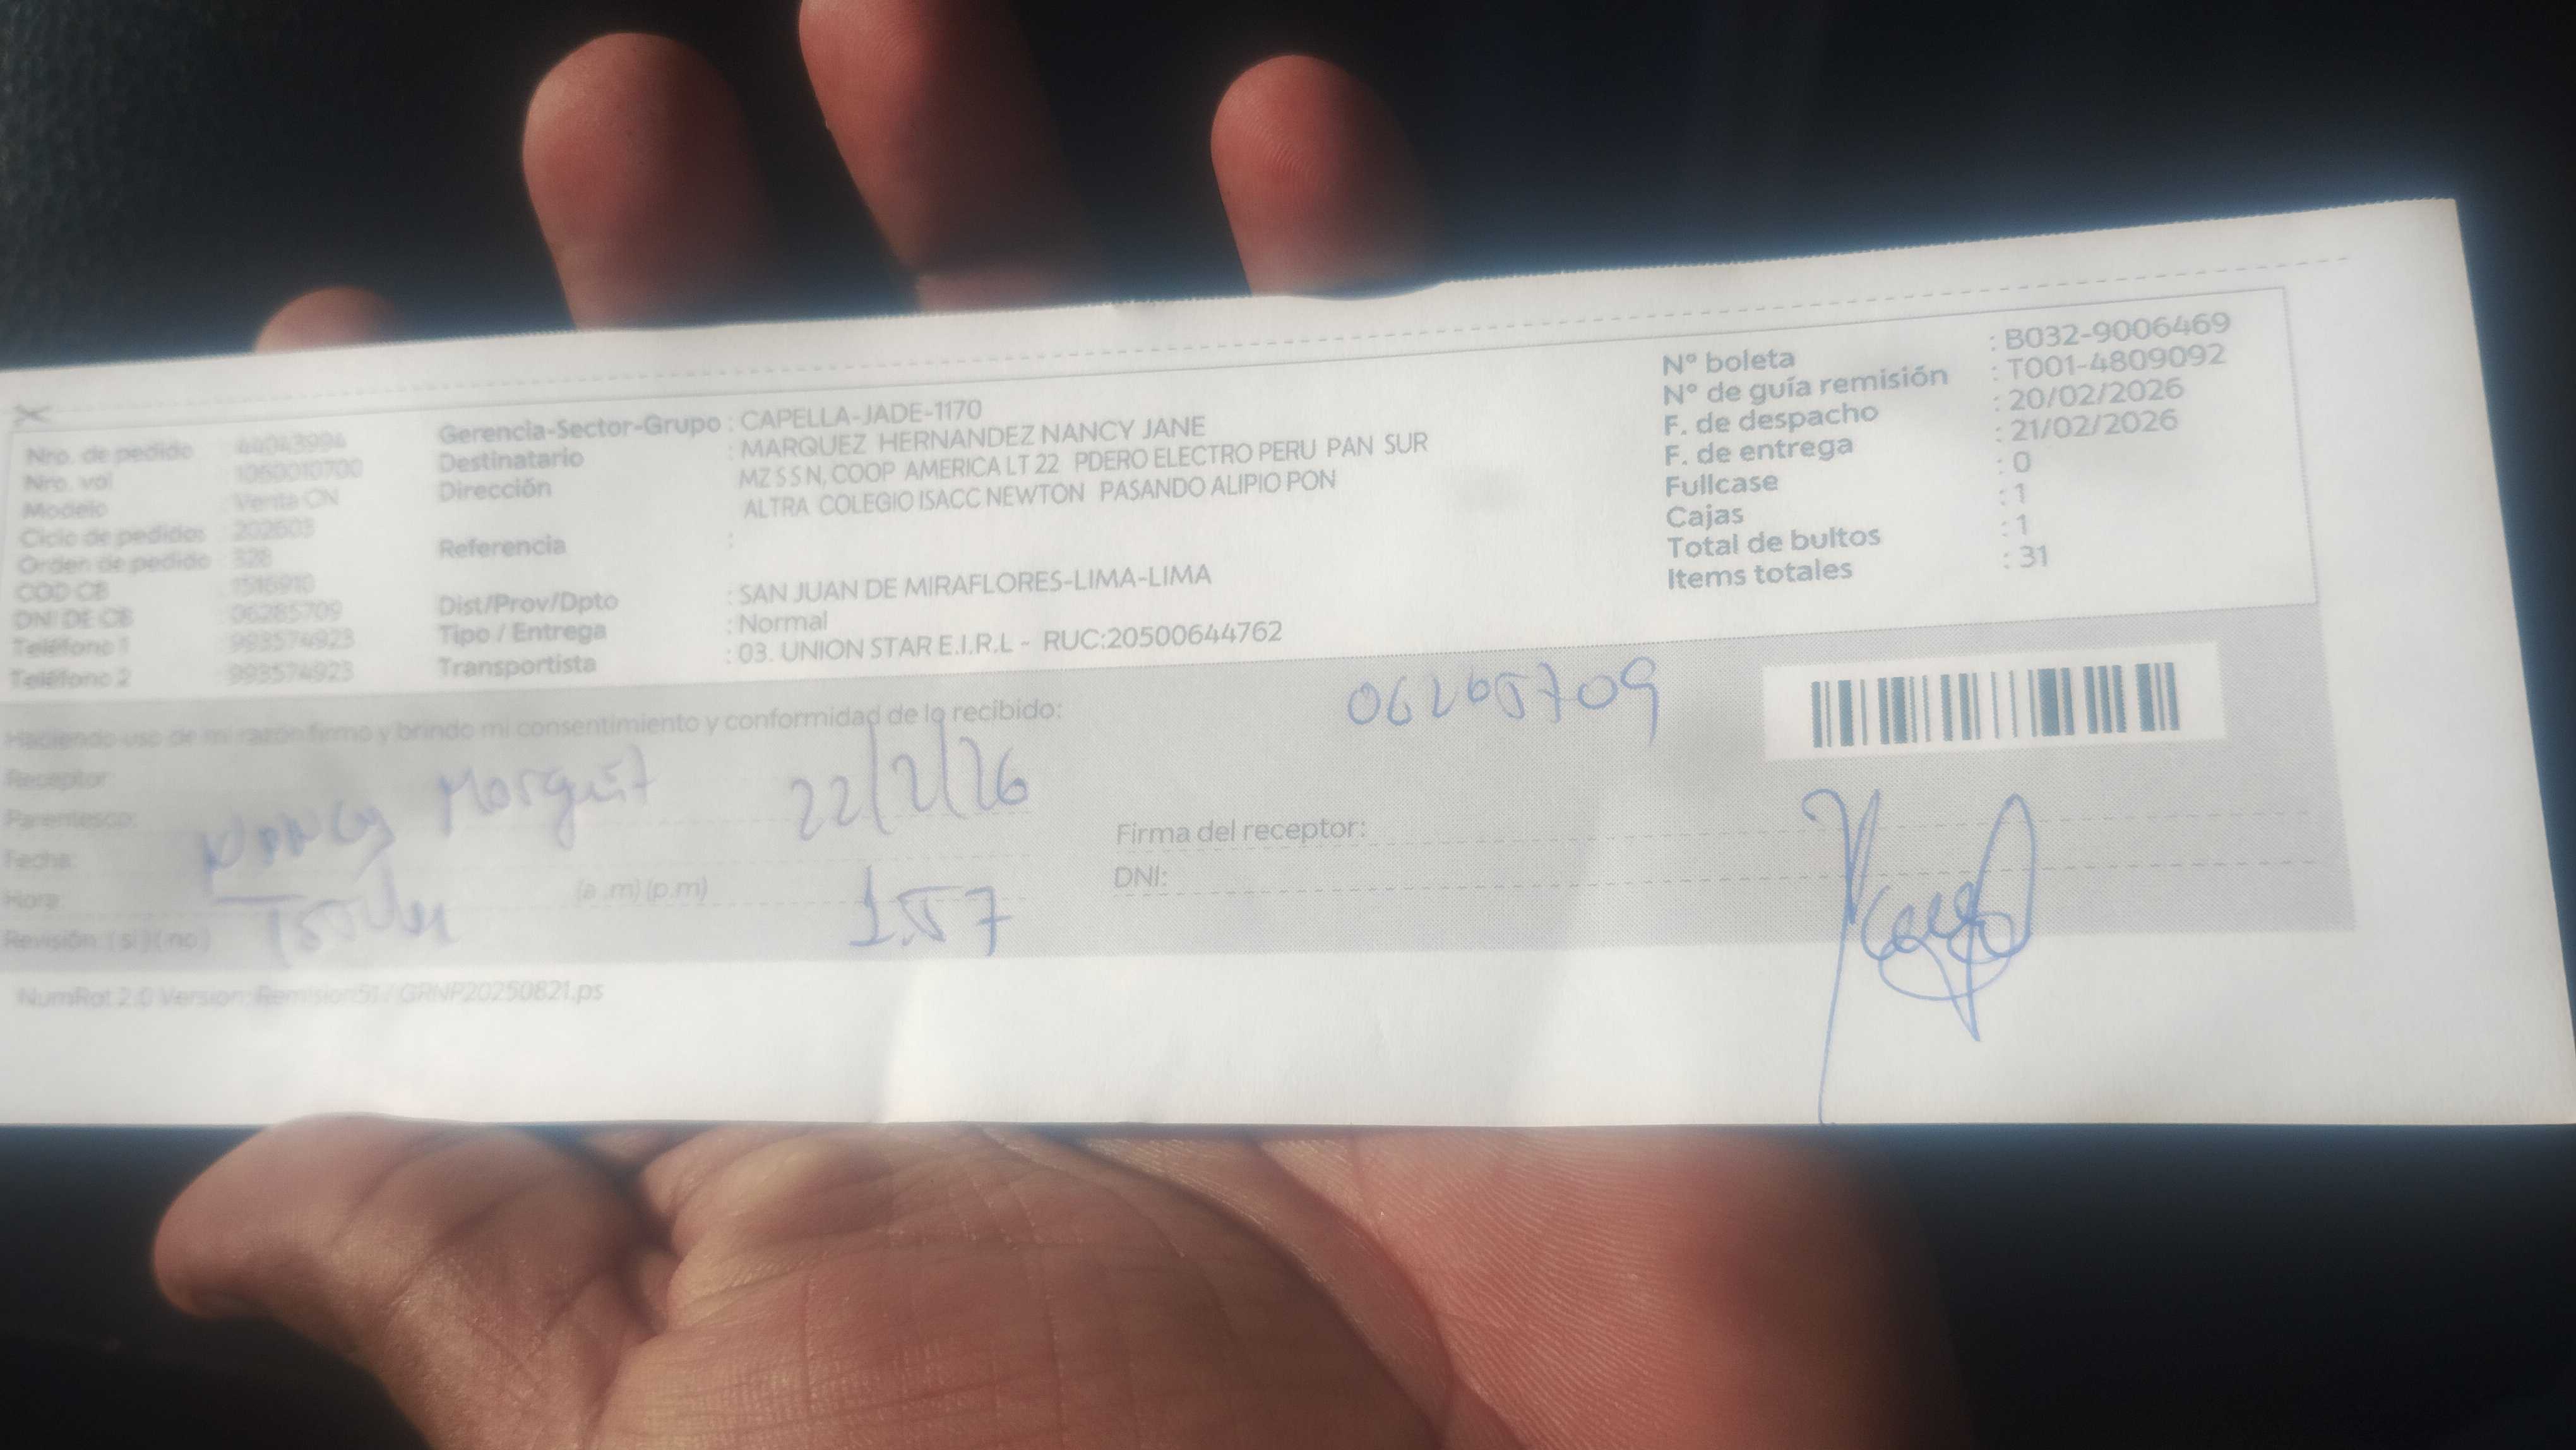 Nro. de pedido : 44043994
Nro. val : 1060010700
Modelo : Venta CN
Ciclo de pedidos : 202603
Orden de pedido : 328
COD CB : 1516910
DNI DE CB : 06285709
Teléfono 1 : 993574923
Teléfono 2 : 993574923
Gerencia-Sector-Grupo : CAPELLA-JADE-1170
Destinatario : MARQUEZ HERNANDEZ NANCY JANE
Dirección : MZ S S N, COOP AMERICA LT 22 PDERO ELECTRO PERU PAN SUR
ALTRA COLEGIO ISACC NEWTON PASANDO ALIPIO PON
Referencia :
Dist/Prov/Dpto : SAN JUAN DE MIRAFLORES-LIMA-LIMA
Tipo / Entrega : Normal
Transportista : 03. UNION STAR E.I.R.L - RUC:20500644762
N° boleta : B032-9006469
N° de guía remisión : T001-4809092
F. de despacho : 20/02/2026
F. de entrega : 21/02/2026
Fullcase : 0
Cajas : 1
Total de bultos : 1
Items totales : 31
Haciendo uso de mi razón firmo y brindo mi consentimiento y conformidad de lo recibido:
Receptor:
Parentesco:
Fecha:
Hora: (a .m) (p.m)
Revisión: ( si ) ( no )
Nancy
22/2/26
1.57
06265709
Firma del receptor:
DNI:
NumRot 2.0 Version: Remision51 / GRNP20250821.ps